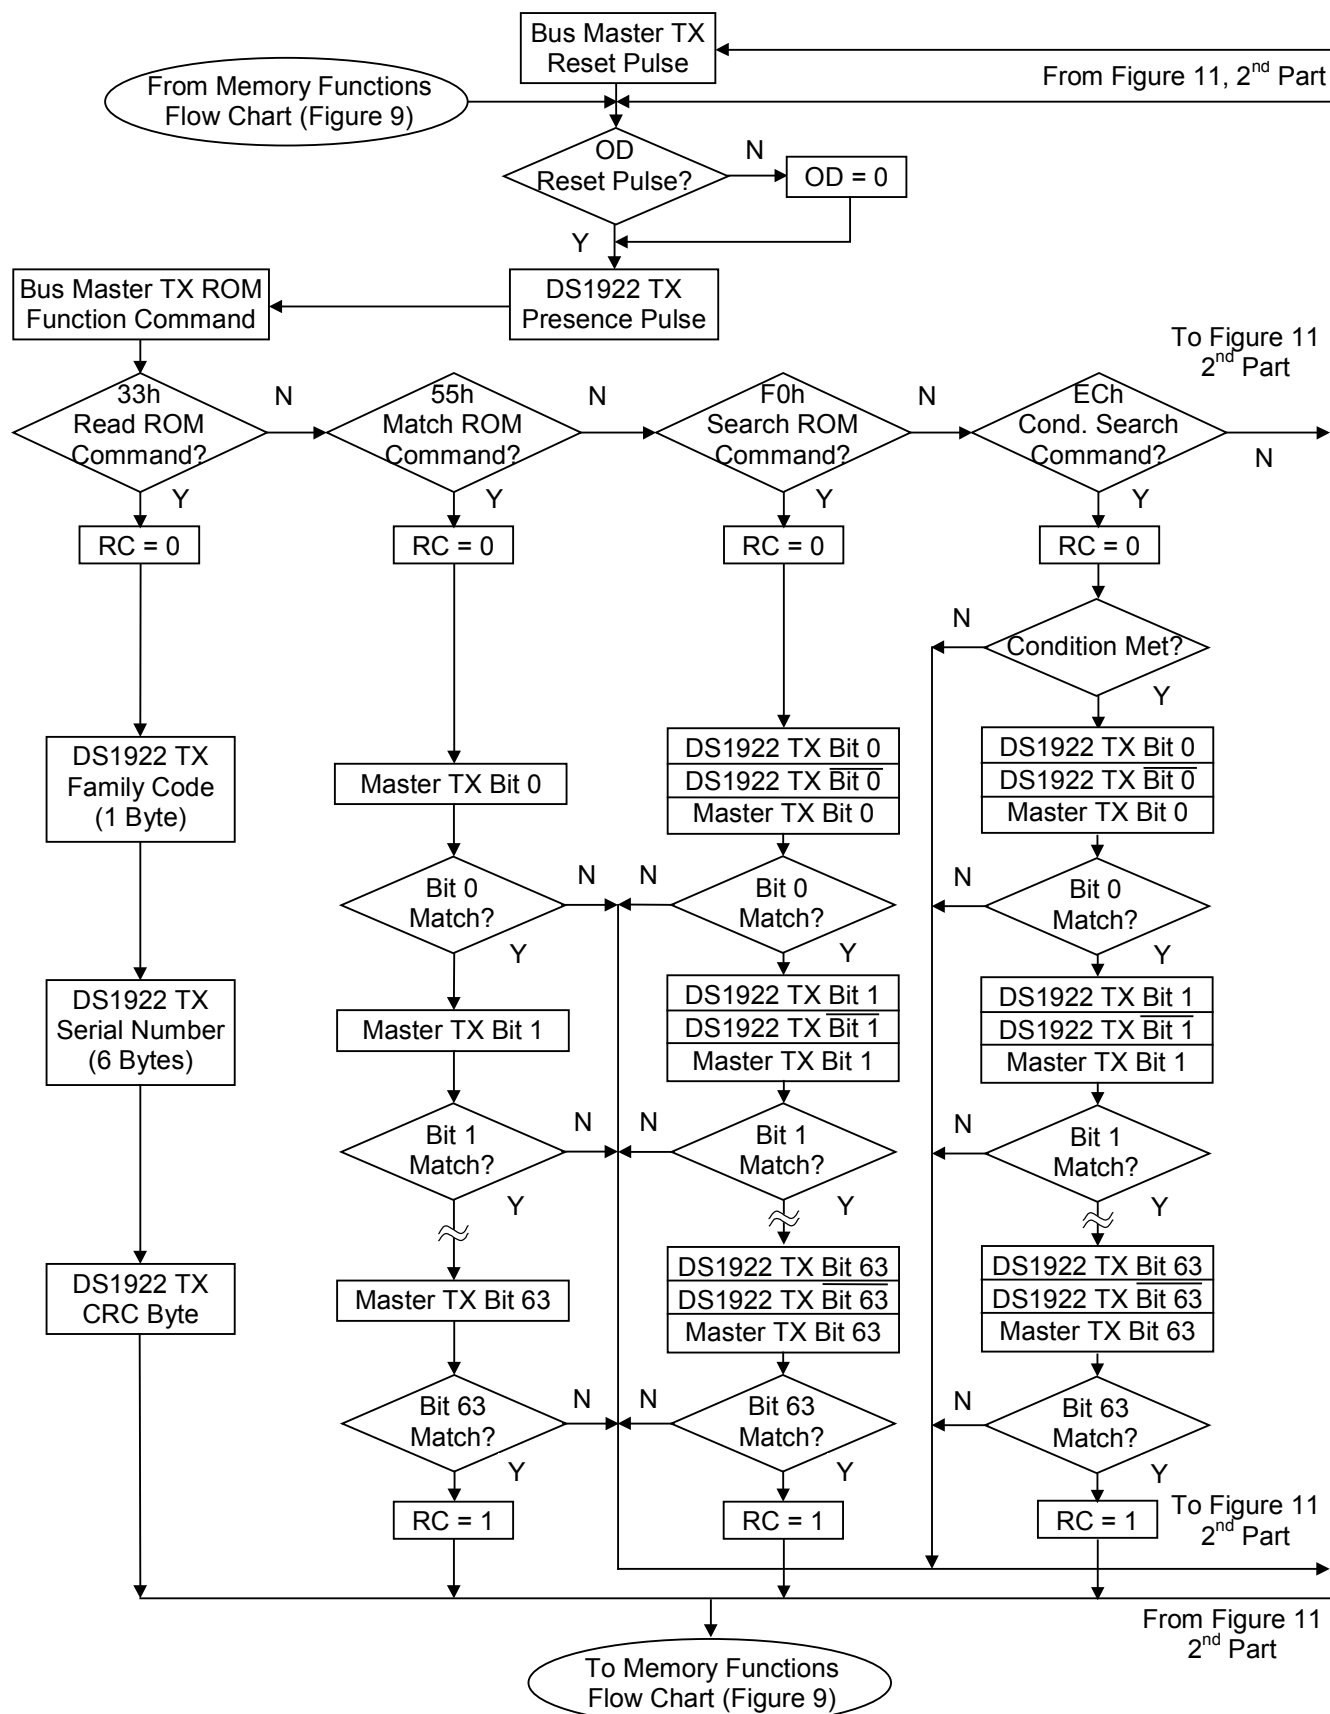 Bus Master TX
Reset Pulse
From Figure 11, 2nd Part
From Memory Functions
Flow Chart (Figure 9)
OD
Reset Pulse?
N
OD = 0
Y
Bus Master TX ROM
Function Command
DS1922 TX
Presence Pulse
To Figure 11
2nd Part
33h
Read ROM
Command?
N
55h
Match ROM
Command?
N
F0h
Search ROM
Command?
N
ECh
Cond. Search
Command?
N
Y
Y
Y
Y
RC = 0
RC = 0
RC = 0
RC = 0
N
Condition Met?
Y
DS1922 TX
Family Code
(1 Byte)
Master TX Bit 0
DS1922 TX Bit 0
DS1922 TX B̅i̅t̅ ̅0̅
Master TX Bit 0
DS1922 TX Bit 0
DS1922 TX B̅i̅t̅ ̅0̅
Master TX Bit 0
Bit 0
Match?
N
N
Bit 0
Match?
N
Bit 0
Match?
Y
Y
Y
DS1922 TX
Serial Number
(6 Bytes)
Master TX Bit 1
DS1922 TX Bit 1
DS1922 TX B̅i̅t̅ ̅1̅
Master TX Bit 1
DS1922 TX Bit 1
DS1922 TX B̅i̅t̅ ̅1̅
Master TX Bit 1
Bit 1
Match?
N
N
Bit 1
Match?
N
Bit 1
Match?
Y
Y
Y
DS1922 TX
CRC Byte
Master TX Bit 63
DS1922 TX Bit 63
DS1922 TX B̅i̅t̅ ̅6̅3̅
Master TX Bit 63
DS1922 TX Bit 63
DS1922 TX B̅i̅t̅ ̅6̅3̅
Master TX Bit 63
Bit 63
Match?
N
N
Bit 63
Match?
N
Bit 63
Match?
Y
Y
Y
RC = 1
RC = 1
RC = 1
To Figure 11
2nd Part
From Figure 11
2nd Part
To Memory Functions
Flow Chart (Figure 9)